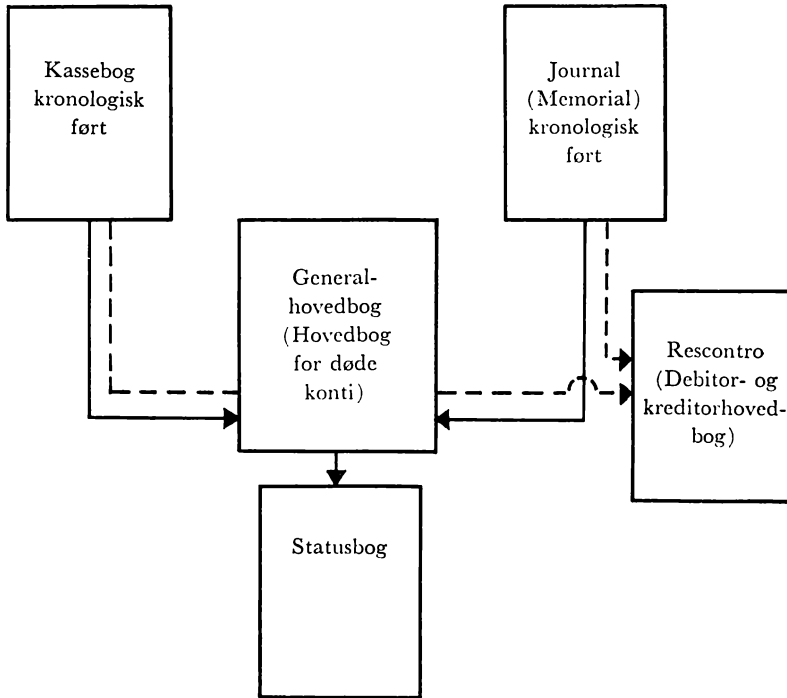 Kassebog
kronologisk
ført
Journal
(Memorial)
kronologisk
ført
General-
hovedbog
(Hovedbog
for døde
konti)
Rescontro
(Debitor- og
kreditorhoved-
bog)
Statusbog